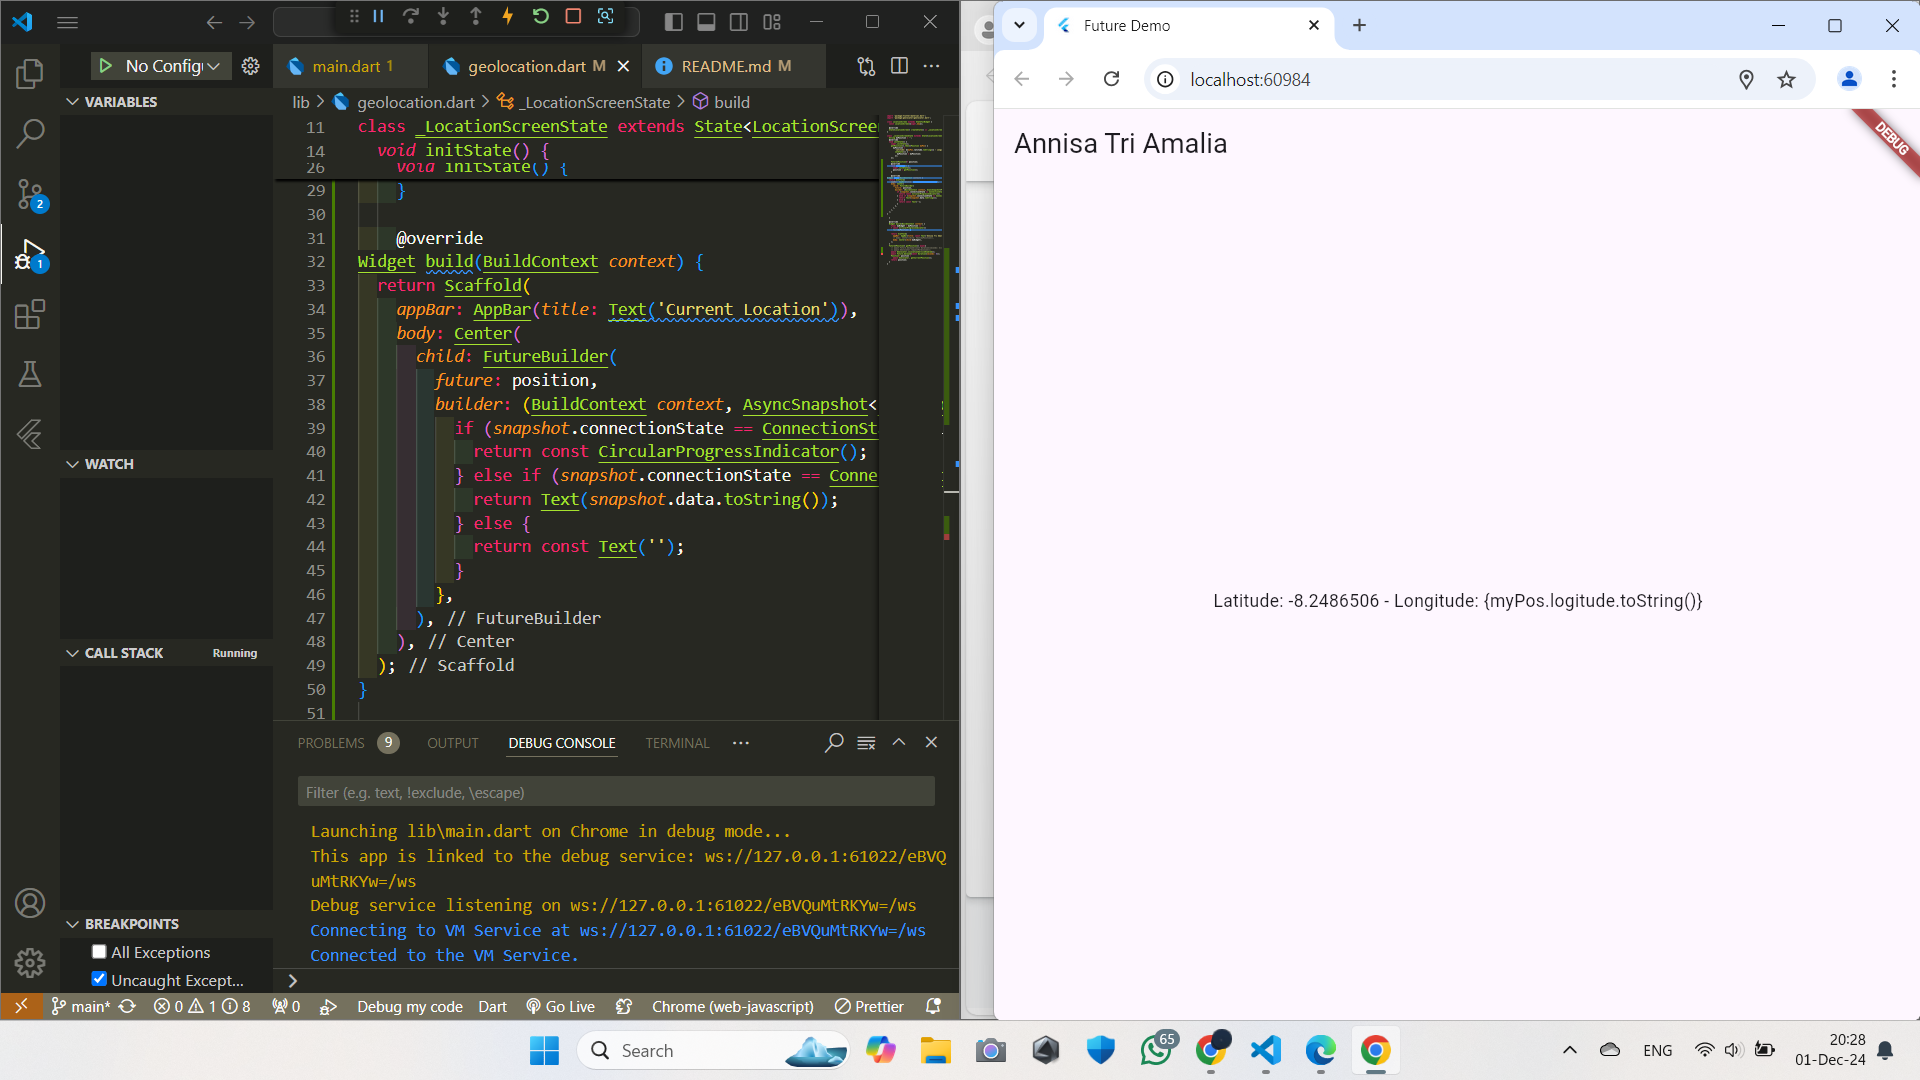 No Config
main.dart 1
geolocation.dart M
README.md M
lib > geolocation.dart > _LocationScreenState > build
VARIABLES
WATCH
CALL STACK
Running
BREAKPOINTS
All Exceptions
Uncaught Except...
2
1
11 class _LocationScreenState extends State<LocationScreen
14 void initState() {
26 void initState() {
29 }
30
31 @override
32 Widget build(BuildContext context) {
33 return Scaffold(
34 appBar: AppBar(title: Text('Current Location')),
35 body: Center(
36 child: FutureBuilder(
37 future: position,
38 builder: (BuildContext context, AsyncSnapshot<
39 if (snapshot.connectionState == ConnectionSt
40 return const CircularProgressIndicator();
41 } else if (snapshot.connectionState == Conne
42 return Text(snapshot.data.toString());
43 } else {
44 return const Text('');
45 }
46 },
47 ), // FutureBuilder
48 ), // Center
49 ); // Scaffold
50 }
51
PROBLEMS 9 OUTPUT DEBUG CONSOLE TERMINAL ...
Filter (e.g. text, !exclude, \escape)
Launching lib\main.dart on Chrome in debug mode...
This app is linked to the debug service: ws://127.0.0.1:61022/eBVQ
uMtRKYw=/ws
Debug service listening on ws://127.0.0.1:61022/eBVQuMtRKYw=/ws
Connecting to VM Service at ws://127.0.0.1:61022/eBVQuMtRKYw=/ws
Connected to the VM Service.
main* 0 1 8 0 Debug my code Dart Go Live Chrome (web-javascript) Prettier
Future Demo
localhost:60984
Annisa Tri Amalia
DEBUG
Latitude: -8.2486506 - Longitude: {myPos.logitude.toString()}
Search
65
ENG
20:28
01-Dec-24